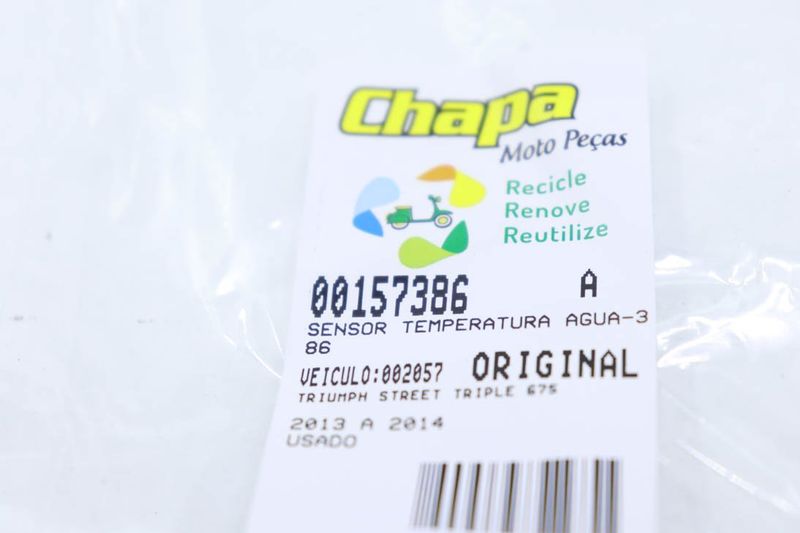 Chapa
Moto Peças
Recicle
Renove
Reutilize
00157386 A
SENSOR TEMPERATURA AGUA-3
86
VEICULO:002057 ORIGINAL
TRIUMPH STREET TRIPLE 675
2013 A 2014
USADO